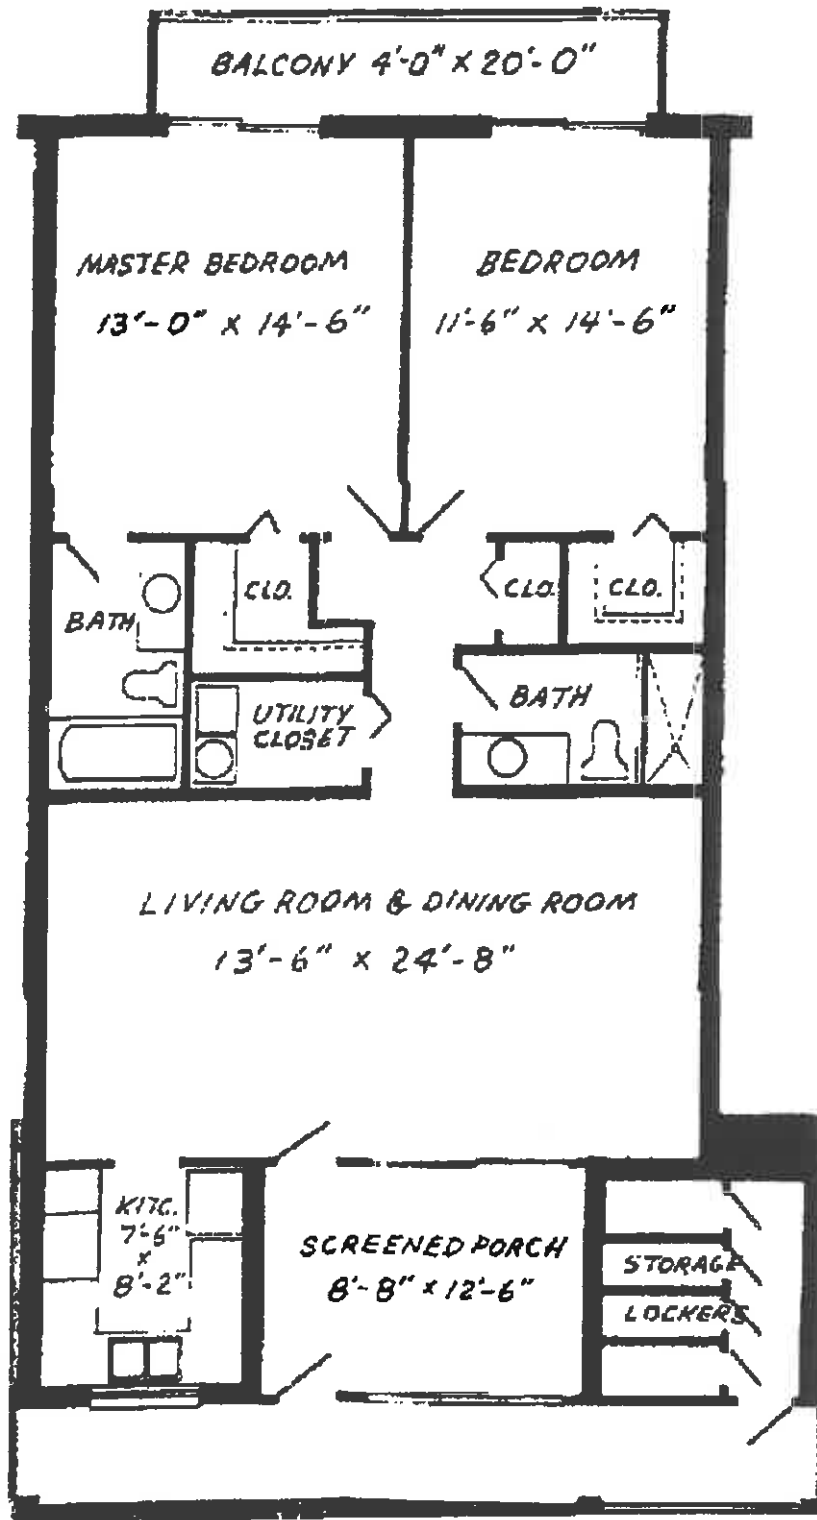 BALCONY 4'-0" x 20'-0"
MASTER BEDROOM
13'-0" x 14'-6"
BEDROOM
11'-6" x 14'-6"
BATH
CLO.
CLO.
CLO.
UTILITY
CLOSET
BATH
LIVING ROOM & DINING ROOM
13'-6" x 24'-8"
KITC.
7'-6"
x
8'-2"
SCREENED PORCH
8'-8" x 12'-6"
STORAGE
LOCKERS